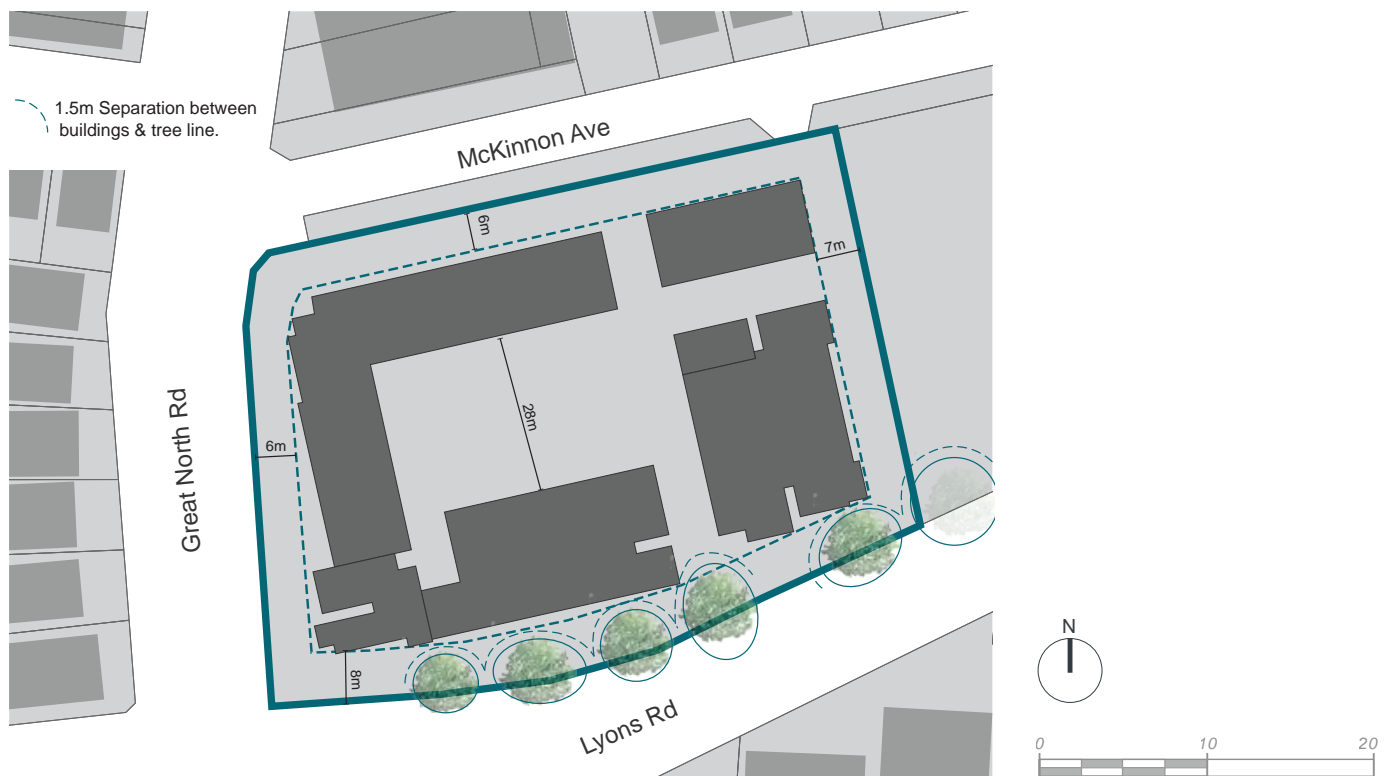 1.5m Separation between
buildings & tree line.
McKinnon Ave
6m
7m
28m
Great North Rd
6m
8m
Lyons Rd
N
0 10 20